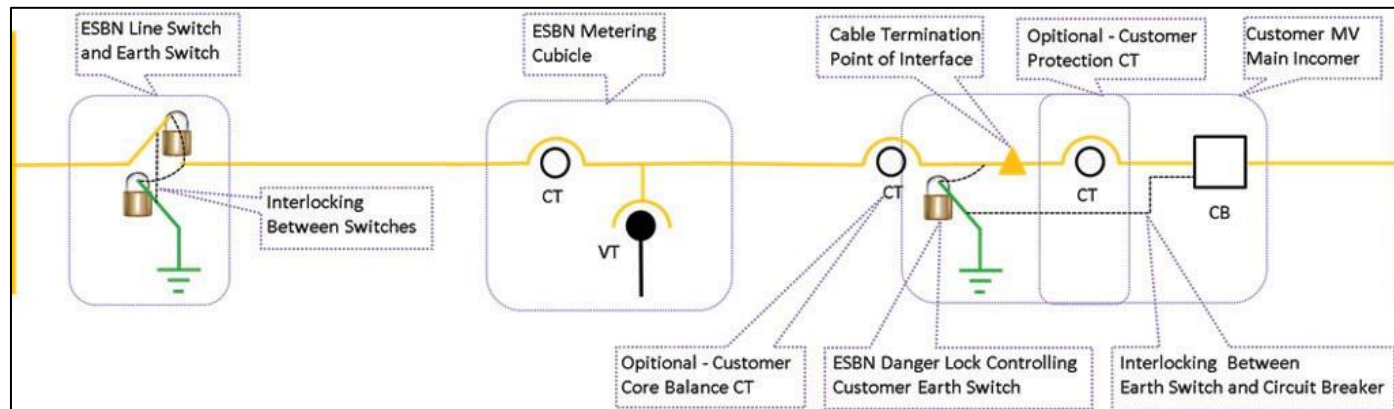 ESBN Line Switch
and Earth Switch
ESBN Metering
Cubicle
Cable Termination
Point of Interface
Opitional - Customer
Protection CT
Customer MV
Main Incomer
Interlocking
Between Switches
CT
VT
CT
CT
CB
Opitional - Customer
Core Balance CT
ESBN Danger Lock Controlling
Customer Earth Switch
Interlocking Between
Earth Switch and Circuit Breaker